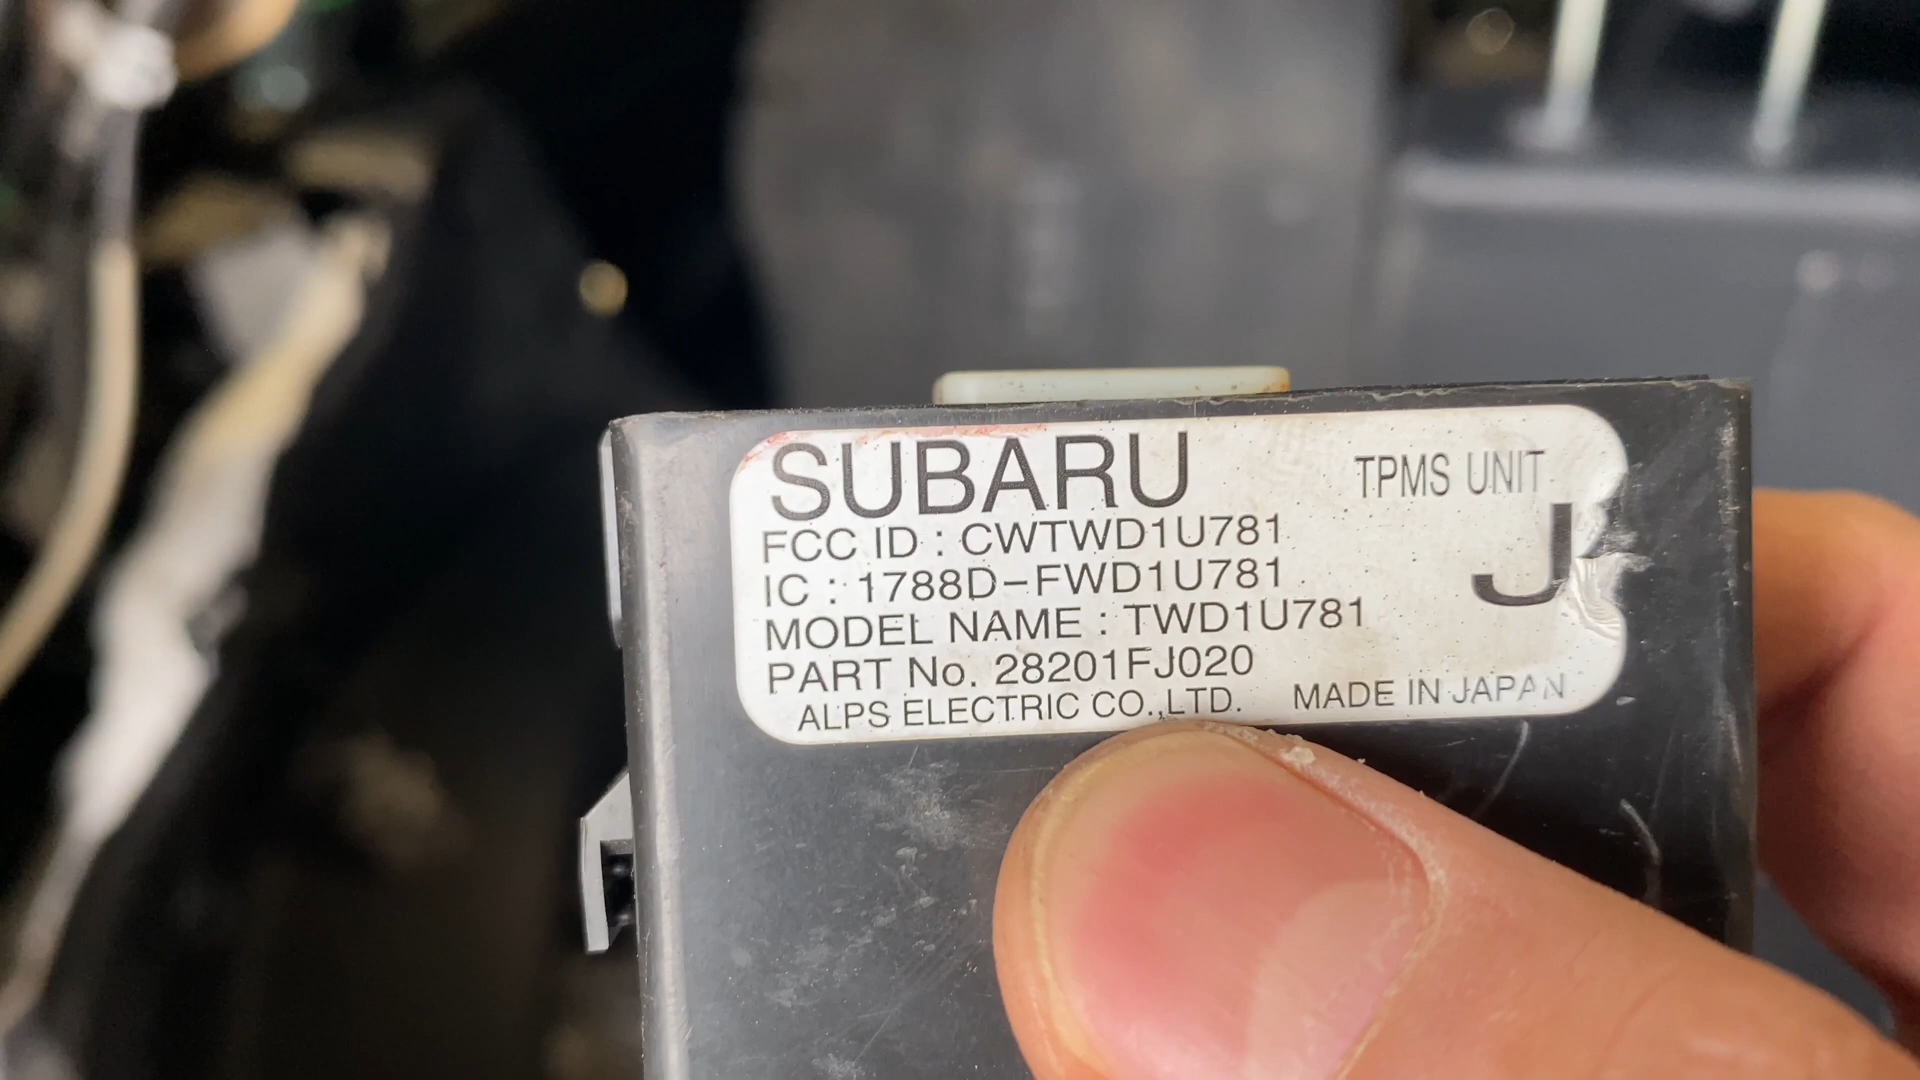 SUBARU TPMS UNIT
FCC ID : CWTWD1U781
J
IC : 1788D-FWD1U781
MODEL NAME : TWD1U781
PART No. 28201FJ020
ALPS ELECTRIC CO.,LTD. MADE IN JAPAN